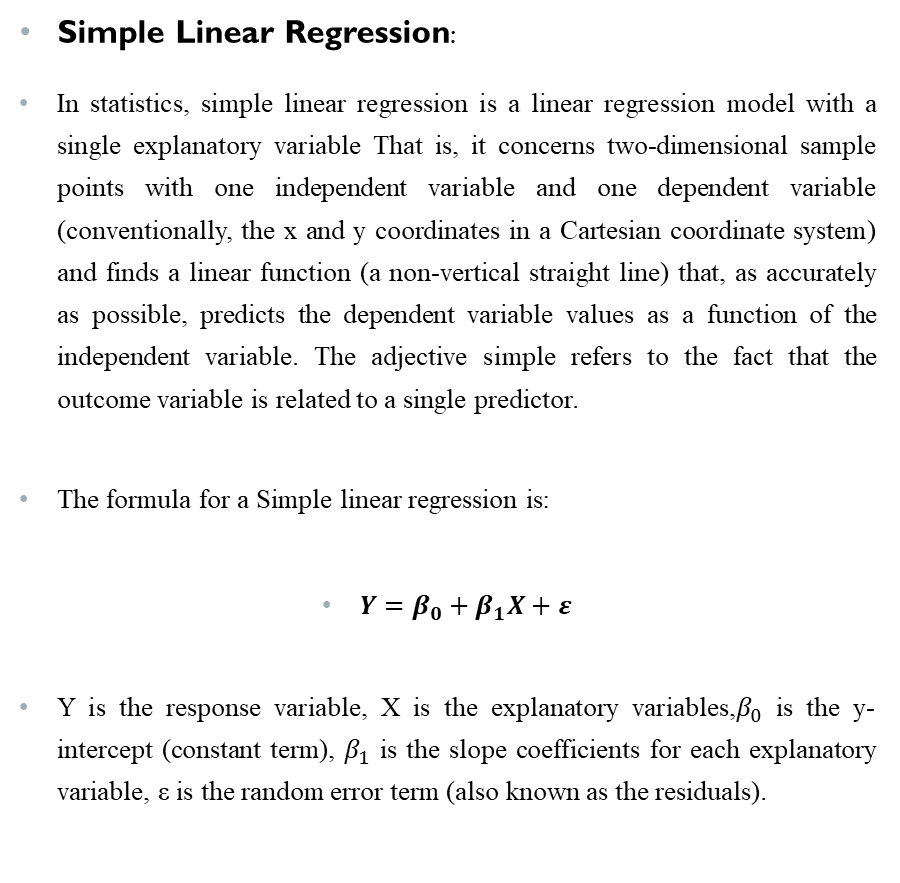 • Simple Linear Regression:
• In statistics, simple linear regression is a linear regression model with a
single explanatory variable That is, it concerns two-dimensional sample
points with one independent variable and one dependent variable
(conventionally, the x and y coordinates in a Cartesian coordinate system)
and finds a linear function (a non-vertical straight line) that, as accurately
as possible, predicts the dependent variable values as a function of the
independent variable. The adjective simple refers to the fact that the
outcome variable is related to a single predictor.
• The formula for a Simple linear regression is:
• Y = β₀ + β₁X + ε
• Y is the response variable, X is the explanatory variables,β₀ is the y-
intercept (constant term), β₁ is the slope coefficients for each explanatory
variable, ε is the random error term (also known as the residuals).